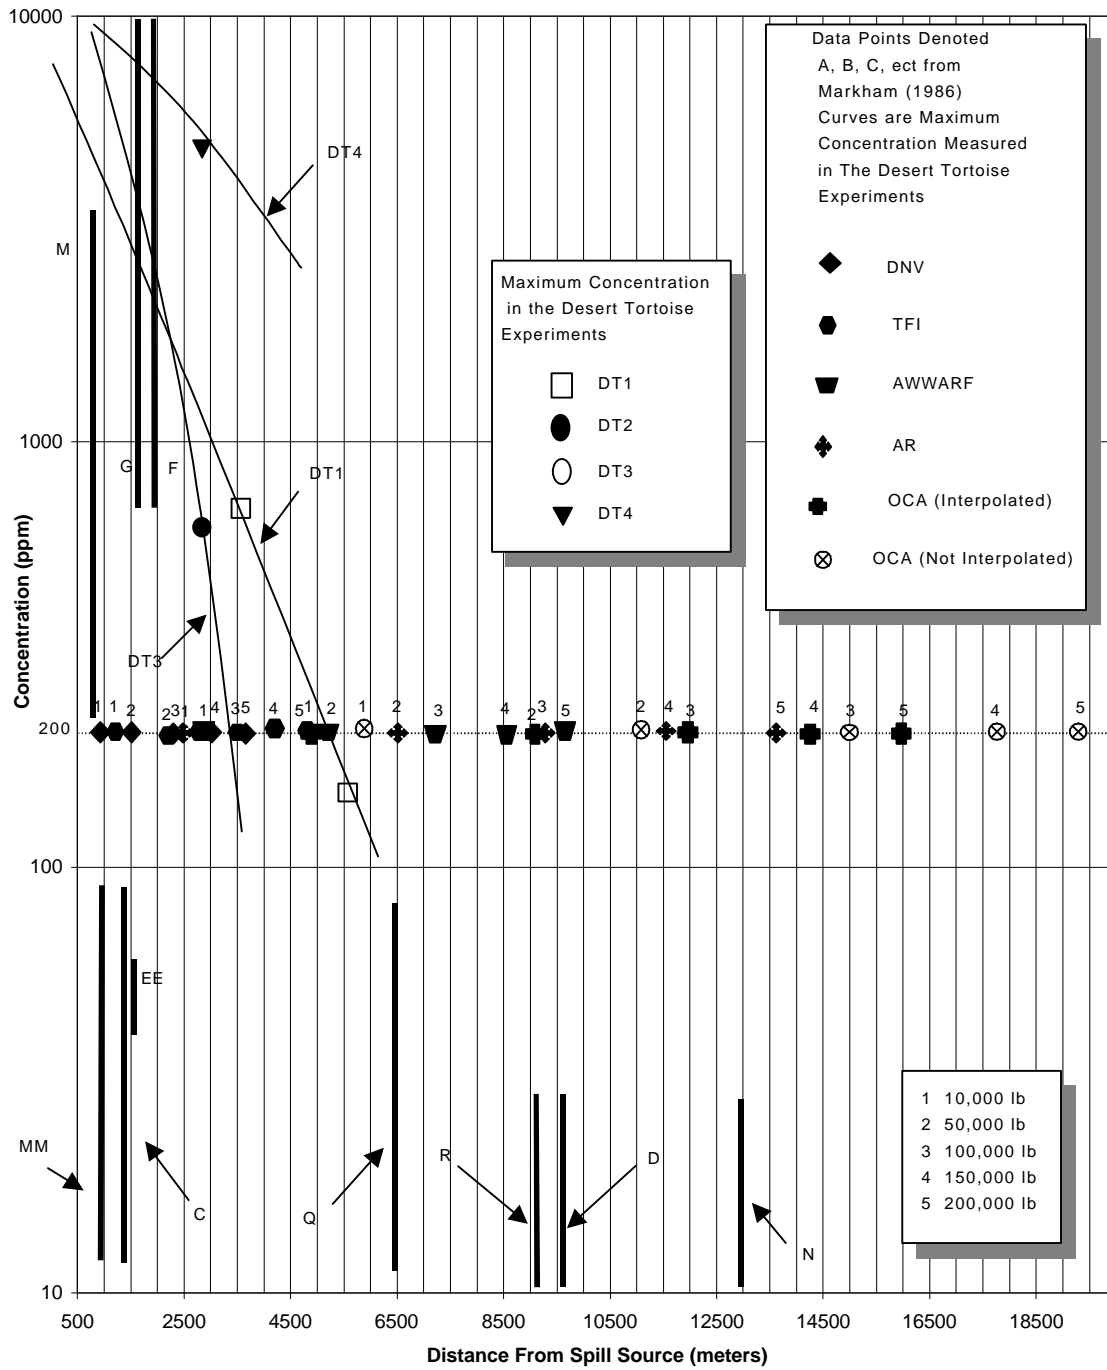 10000
1000
200
100
10
Concentration (ppm)
500 2500 4500 6500 8500 10500 12500 14500 16500 18500
Distance From Spill Source (meters)
Data Points Denoted
A, B, C, ect from
Markham (1986)
Curves are Maximum
Concentration Measured
in The Desert Tortoise
Experiments
DNV
TFI
AWWARF
AR
OCA (Interpolated)
OCA (Not Interpolated)
Maximum Concentration
in the Desert Tortoise
Experiments
DT1
DT2
DT3
DT4
DT4
M
G F
DT1
DT3
1 1 2 2 3 1 1 4 3 5 4 5 1 2 1 2 3 4 2 3 5 2 4 3 5 4 3 5 4 5
EE
MM
C
Q
R
D
N
1 10,000 lb
2 50,000 lb
3 100,000 lb
4 150,000 lb
5 200,000 lb